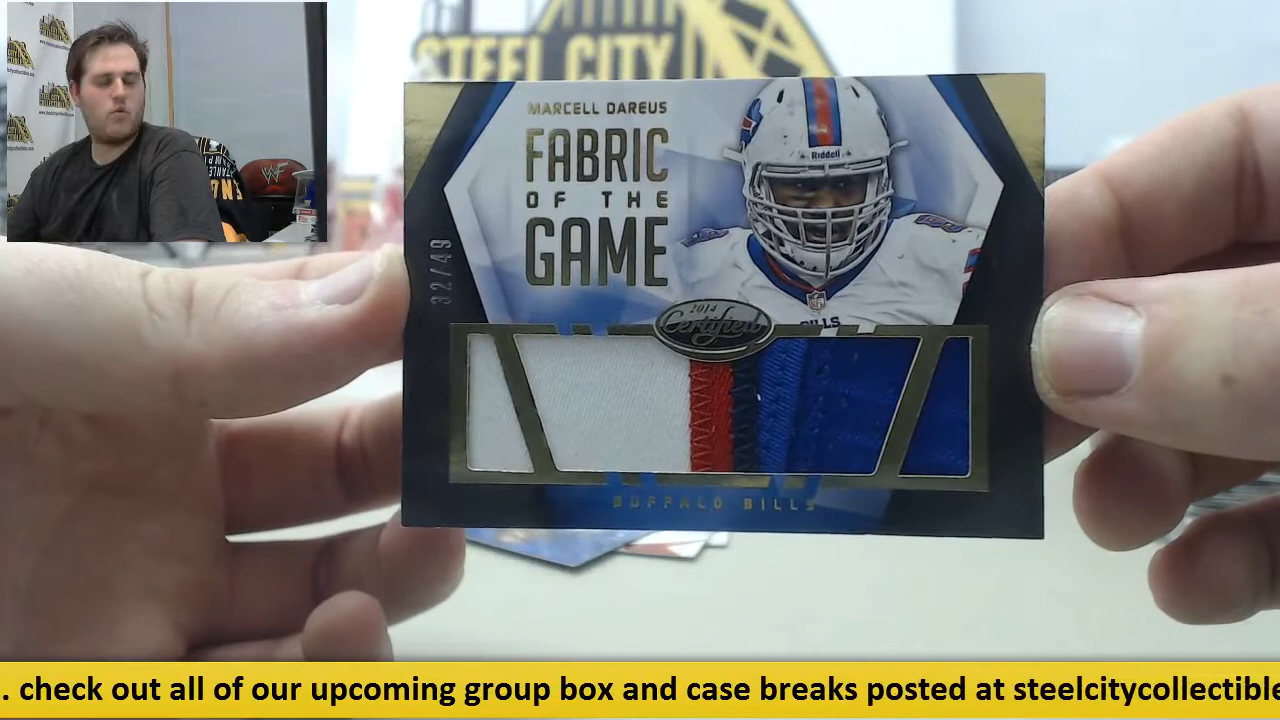 STEEL CITY
MARCELL DAREUS
FABRIC
OF THE
GAME
32/49
Riddell
BILLS
2014
Certified
BUFFALO BILLS
. check out all of our upcoming group box and case breaks posted at steelcitycollectible